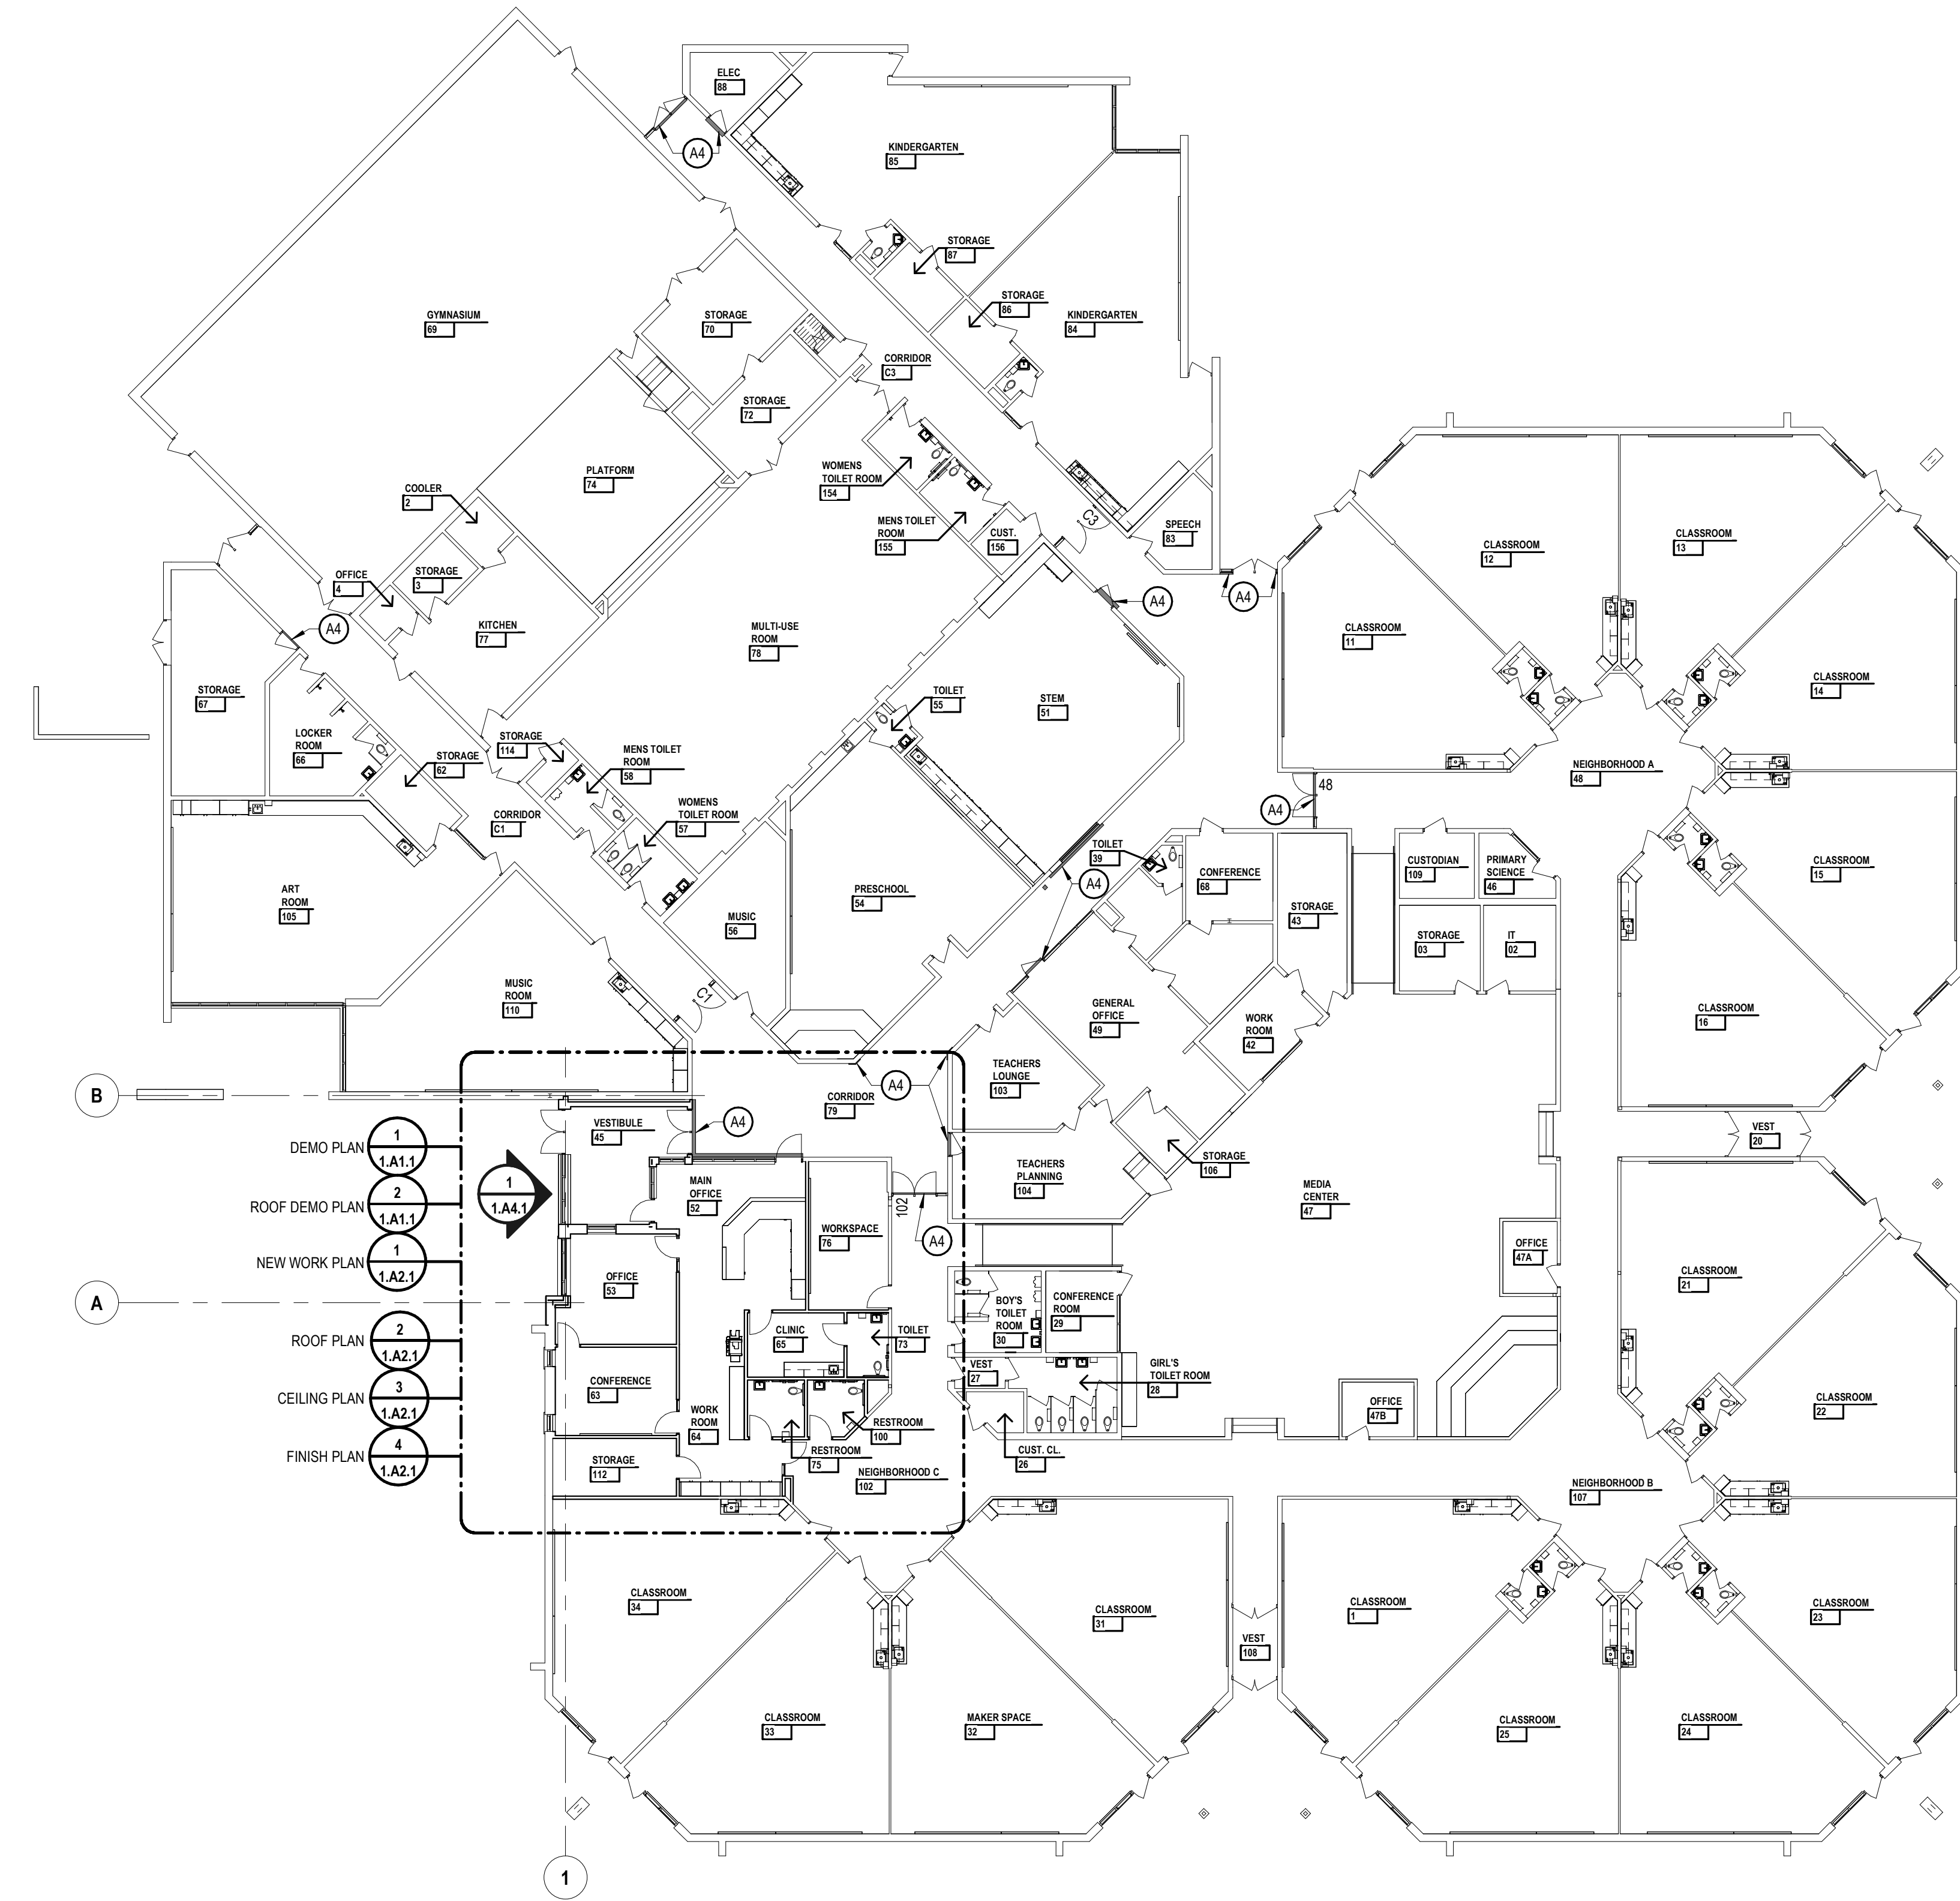 ELEC
88
A4
KINDERGARTEN
85
STORAGE
87
STORAGE
86
KINDERGARTEN
84
GYMNASIUM
69
STORAGE
70
CORRIDOR
C3
STORAGE
72
PLATFORM
74
COOLER
2
WOMENS
TOILET ROOM
154
MENS TOILET
ROOM
155
CUST.
156
C3
SPEECH
83
A4
A4
OFFICE
4
STORAGE
3
A4
KITCHEN
77
MULTI-USE
ROOM
78
CLASSROOM
12
CLASSROOM
13
CLASSROOM
11
CLASSROOM
14
STORAGE
67
LOCKER
ROOM
66
STORAGE
62
STORAGE
114
MENS TOILET
ROOM
58
WOMENS
TOILET ROOM
57
TOILET
55
STEM
51
CORRIDOR
C1
NEIGHBORHOOD A
48
48
A4
TOILET
39
A4
CONFERENCE
68
STORAGE
43
CUSTODIAN
109
PRIMARY
SCIENCE
46
CLASSROOM
15
ART
ROOM
105
PRESCHOOL
54
MUSIC
56
STORAGE
03
IT
02
MUSIC
ROOM
110
C1
GENERAL
OFFICE
49
WORK
ROOM
42
CLASSROOM
16
TEACHERS
LOUNGE
103
B
A4
CORRIDOR
79
VESTIBULE
45
A4
DEMO PLAN
1
1.A1.1
VEST
20
STORAGE
106
TEACHERS
PLANNING
104
MEDIA
CENTER
47
1
1.A4.1
MAIN
OFFICE
52
ROOF DEMO PLAN
2
1.A1.1
102
A4
WORKSPACE
76
NEW WORK PLAN
1
1.A2.1
OFFICE
47A
OFFICE
53
CLASSROOM
21
A
BOY'S
TOILET
ROOM
30
CONFERENCE
ROOM
29
CLINIC
65
TOILET
73
ROOF PLAN
2
1.A2.1
VEST
27
GIRL'S
TOILET ROOM
28
CONFERENCE
63
CEILING PLAN
3
1.A2.1
WORK
ROOM
64
RESTROOM
100
OFFICE
47B
CLASSROOM
22
RESTROOM
75
CUST. CL.
26
FINISH PLAN
4
1.A2.1
STORAGE
112
NEIGHBORHOOD C
102
NEIGHBORHOOD B
107
CLASSROOM
34
CLASSROOM
31
CLASSROOM
1
CLASSROOM
23
VEST
108
CLASSROOM
33
MAKER SPACE
32
CLASSROOM
25
CLASSROOM
24
1